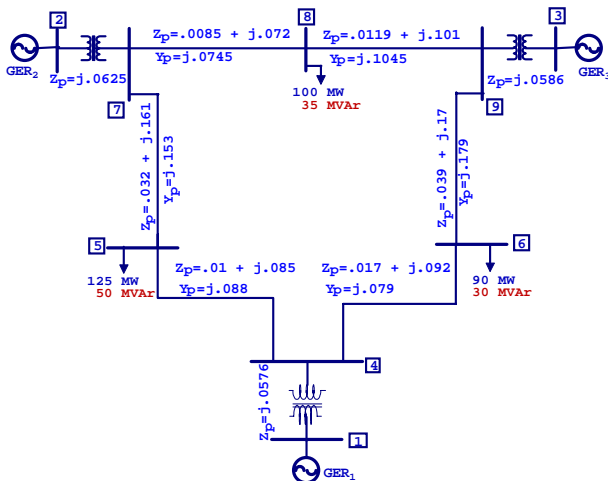 2
8
3
Zp=.0085 + j.072
Yp=j.0745
Zp=.0119 + j.101
Yp=j.1045
GER2
Zp=j.0625
GER3
Zp=j.0586
100 MW
35 MVAr
7
9
Zp=.032 + j.161
Yp=j.153
Zp=.039 + j.17
Yp=j.179
5
6
125 MW
50 MVAr
Zp=.01 + j.085
Yp=j.088
Zp=.017 + j.092
Yp=j.079
90 MW
30 MVAr
4
Zp=j.0576
1
GER1